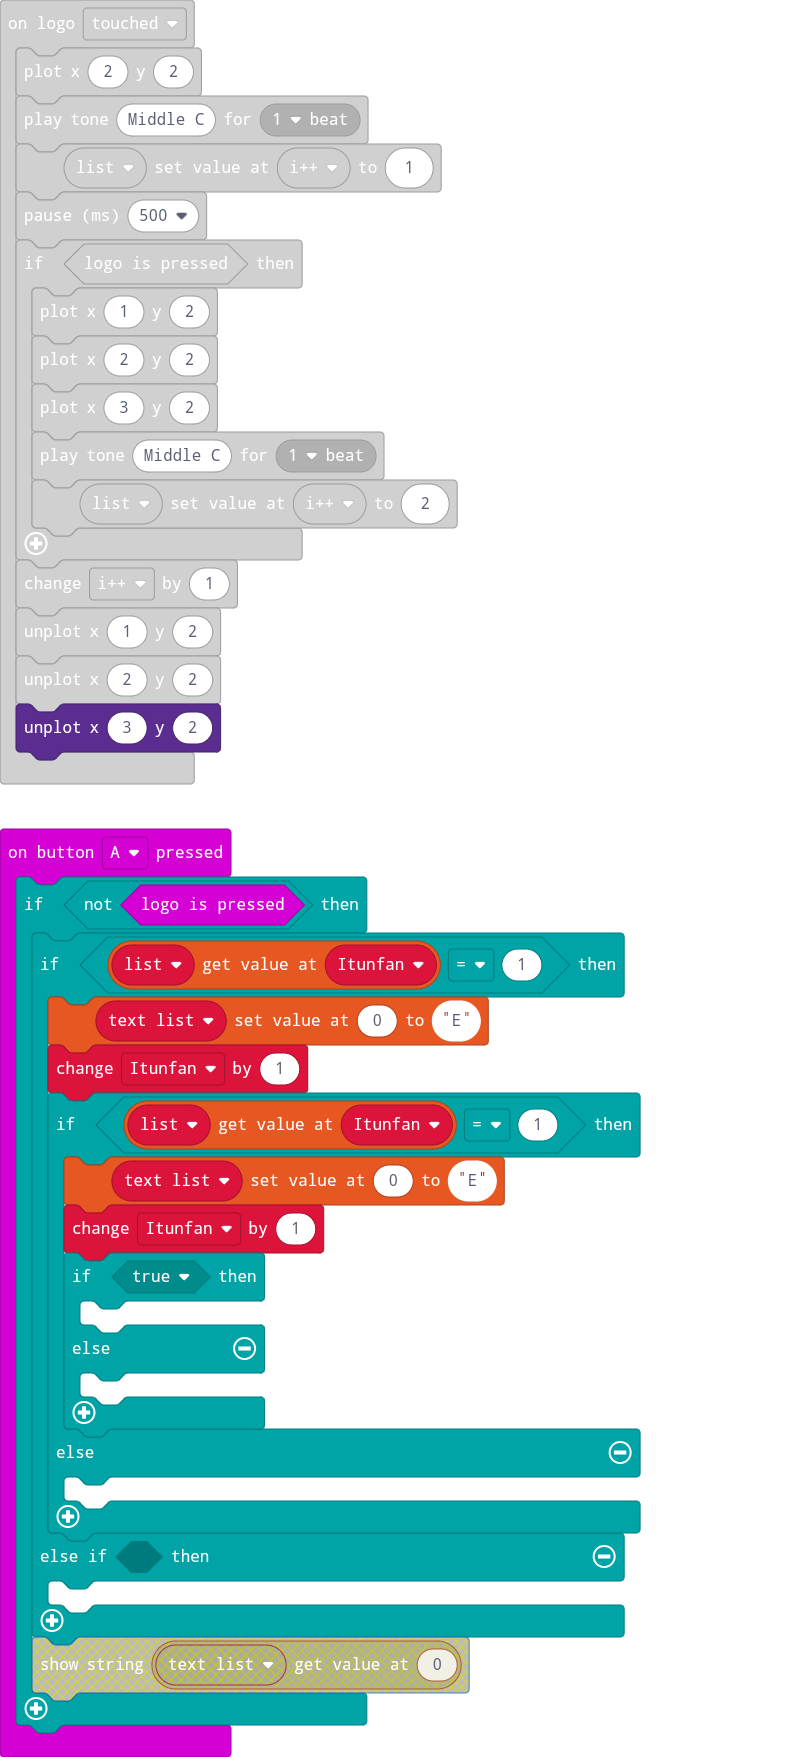 on logo touched
plot x 2 y 2
play tone Middle C for 1 beat
list set value at i++ to 1
pause (ms) 500
if logo is pressed then
plot x 1 y 2
plot x 2 y 2
plot x 3 y 2
play tone Middle C for 1 beat
list set value at i++ to 2
change i++ by 1
unplot x 1 y 2
unplot x 2 y 2
unplot x 3 y 2
on button A pressed
if not logo is pressed then
if list get value at Itunfan = 1 then
text list set value at 0 to "E"
change Itunfan by 1
if list get value at Itunfan = 1 then
text list set value at 0 to "E"
change Itunfan by 1
if true then
else
else
else if then
show string text list get value at 0